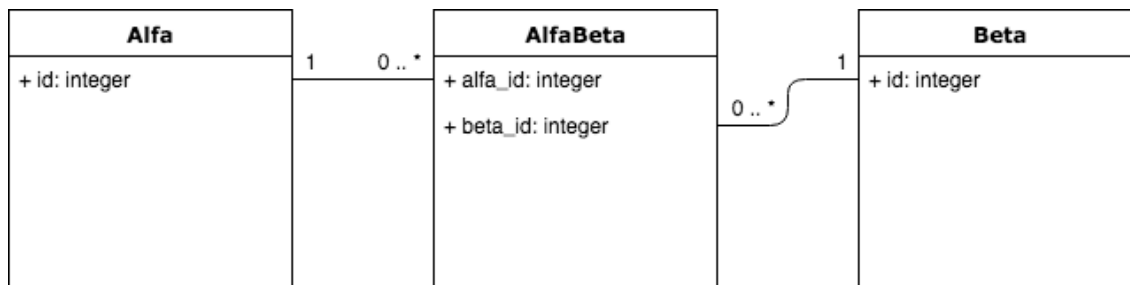 Alfa
+ id: integer
1
0 .. *
AlfaBeta
+ alfa_id: integer
+ beta_id: integer
0 .. *
1
Beta
+ id: integer